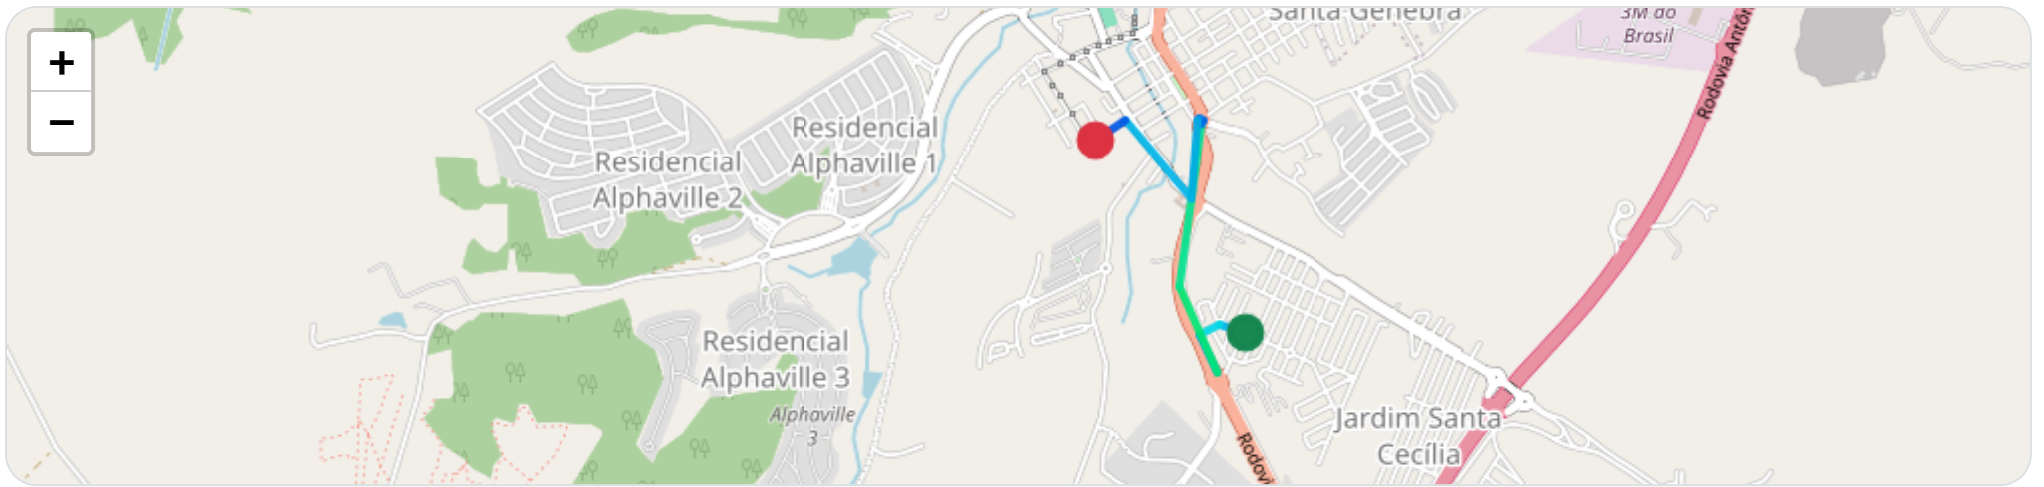 +
−
Santa Genebra
3M do
Brasil
Rodovia Antôn
Residencial
Alphaville 1
Residencial
Alphaville 2
Residencial
Alphaville 3
Alphaville
3
Jardim Santa
Cecília
Rodovi